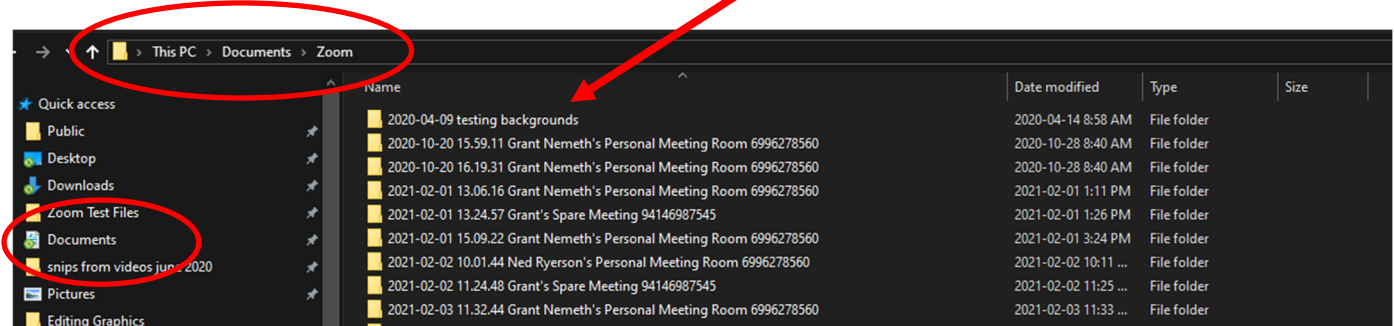 This PC > Documents > Zoom
Name Date modified Type Size
Quick access
Public
Desktop
Downloads
Zoom Test Files
Documents
snips from videos june 2020
Pictures
Editing Graphics
2020-04-09 testing backgrounds 2020-04-14 8:58 AM File folder
2020-10-20 15.59.11 Grant Nemeth's Personal Meeting Room 6996278560 2020-10-28 8:40 AM File folder
2020-10-20 16.19.31 Grant Nemeth's Personal Meeting Room 6996278560 2020-10-28 8:40 AM File folder
2021-02-01 13.06.16 Grant Nemeth's Personal Meeting Room 6996278560 2021-02-01 1:11 PM File folder
2021-02-01 13.24.57 Grant's Spare Meeting 94146987545 2021-02-01 1:26 PM File folder
2021-02-01 15.09.22 Grant Nemeth's Personal Meeting Room 6996278560 2021-02-01 3:24 PM File folder
2021-02-02 10.01.44 Ned Ryerson's Personal Meeting Room 6996278560 2021-02-02 10:11 ... File folder
2021-02-02 11.24.48 Grant's Spare Meeting 94146987545 2021-02-02 11:25 ... File folder
2021-02-03 11.32.44 Grant Nemeth's Personal Meeting Room 6996278560 2021-02-03 11:33 ... File folder